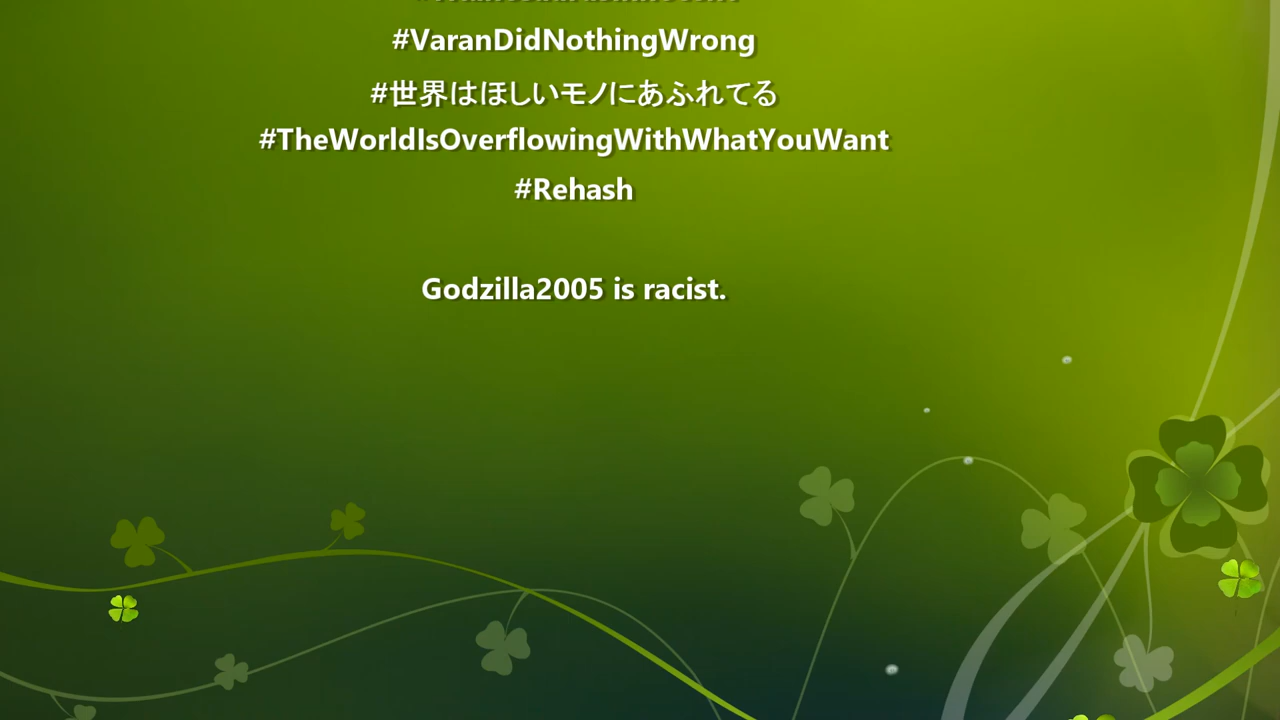 #VaranDidNothingWrong
#世界はほしいモノにあふれてる
#TheWorldIsOverflowingWithWhatYouWant
#Rehash
Godzilla2005 is racist.